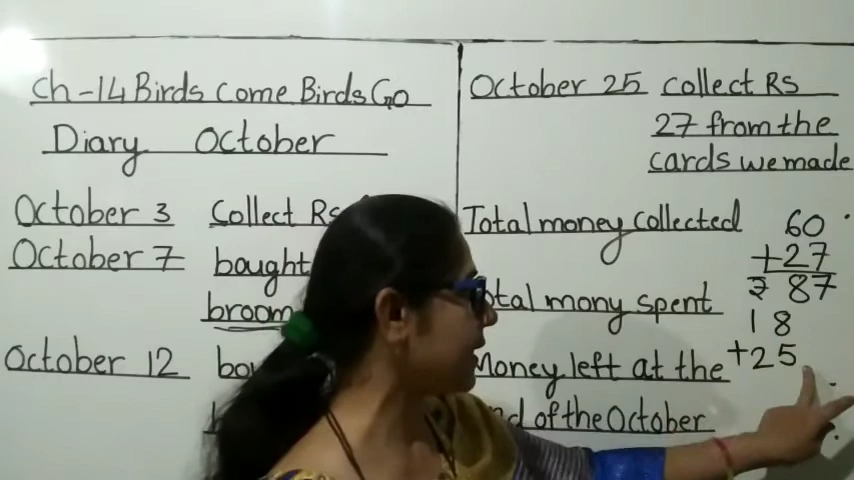 Ch-14 Birds Come Birds Go
Diary October
October 3 Collect Rs
October 7 bought
broom
October 12
October 25 collect Rs
27 from the
cards we made
Total money collected 60
+27
₹ 87
mony spent
18
Money left at the +25
of the October